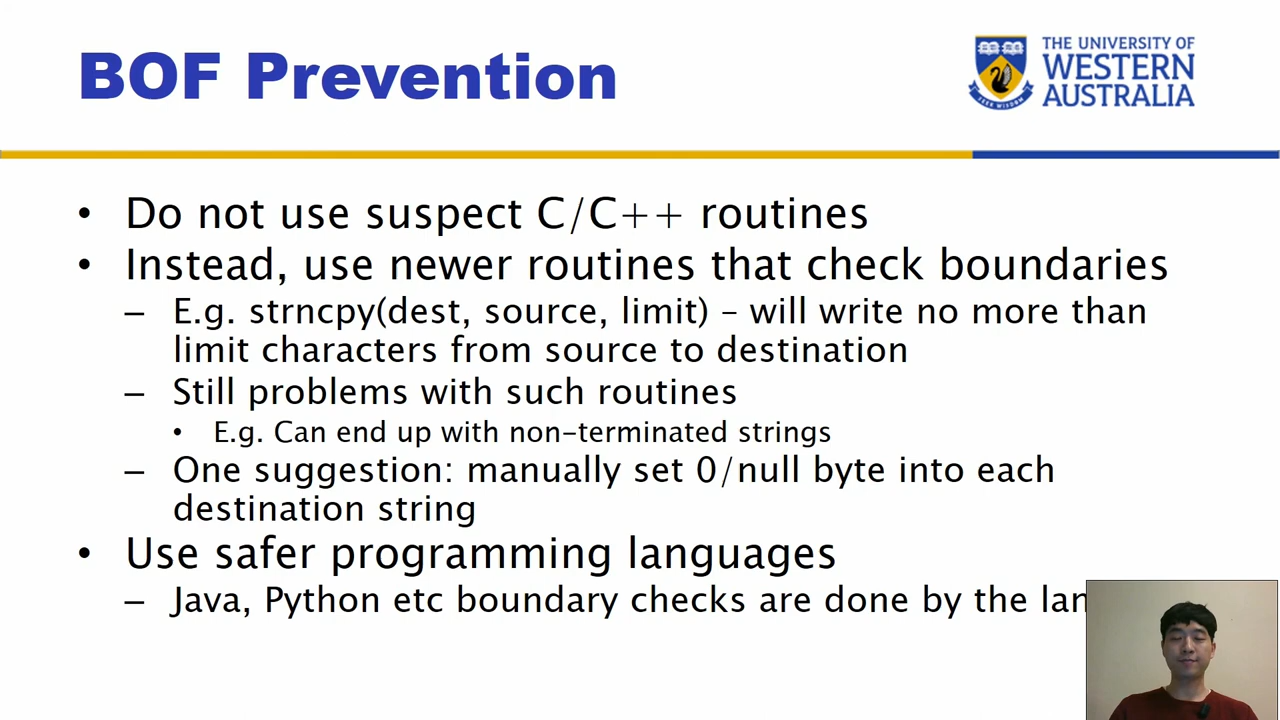 BOF Prevention
THE UNIVERSITY OF
WESTERN
AUSTRALIA
SEEK WISDOM
• Do not use suspect C/C++ routines
• Instead, use newer routines that check boundaries
– E.g. strncpy(dest, source, limit) – will write no more than
limit characters from source to destination
– Still problems with such routines
• E.g. Can end up with non-terminated strings
– One suggestion: manually set 0/null byte into each
destination string
• Use safer programming languages
– Java, Python etc boundary checks are done by the lan